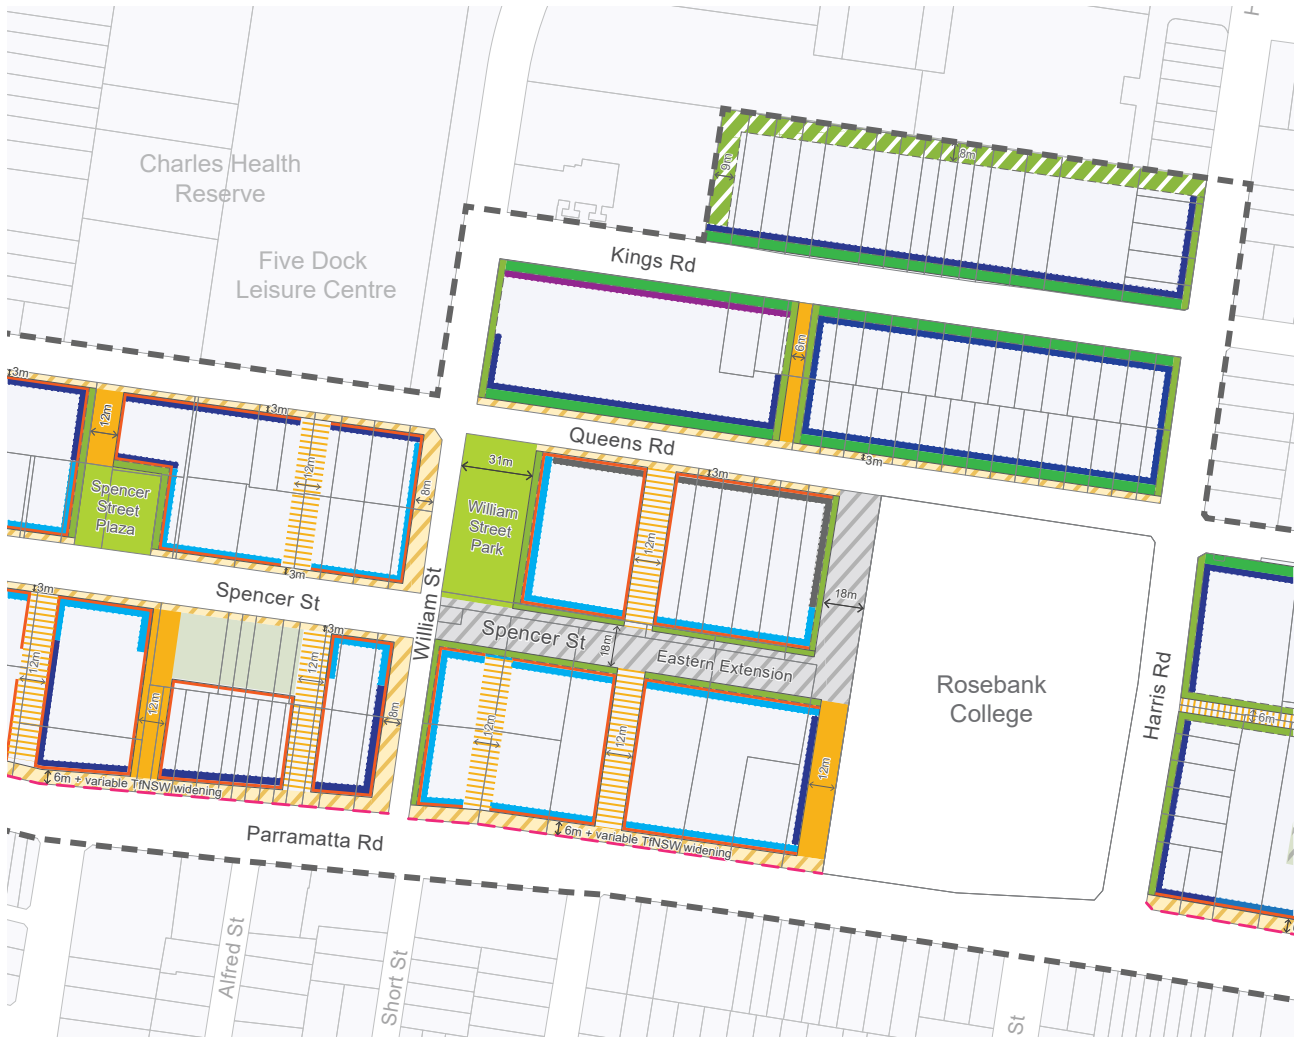 Charles Health
Reserve
Five Dock
Leisure Centre
8m
9m
Kings Rd
6m
3m
12m
3m
12m
8m
Spencer
Street
Plaza
3m
31m
William
Street
Park
Queens Rd
3m
3m
12m
18m
Spencer St
William St
Spencer St
18m
Eastern Extension
Rosebank
College
Harris Rd
6m
3m
12m
12m
3m
12m
8m
12m
12m
12m
6m + variable TfNSW widening
6m + variable TfNSW widening
Parramatta Rd
Alfred St
Short St
St